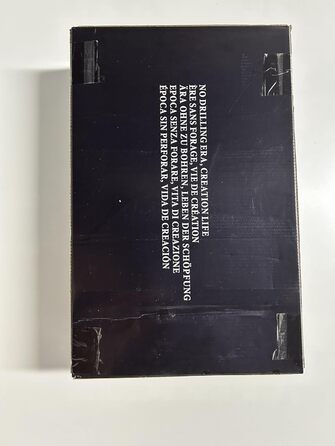 NO DRILLING ERA, CREATION LIFE
ÈRE SANS FORAGE, VIE DE CRÉATION
ÄRA OHNE ZU BOHREN, LEBEN DER SCHÖPFUNG
EPOCA SENZA FORARE, VITA DI CREAZIONE
ÉPOCA SIN PERFORAR, VIDA DE CREACIÓN